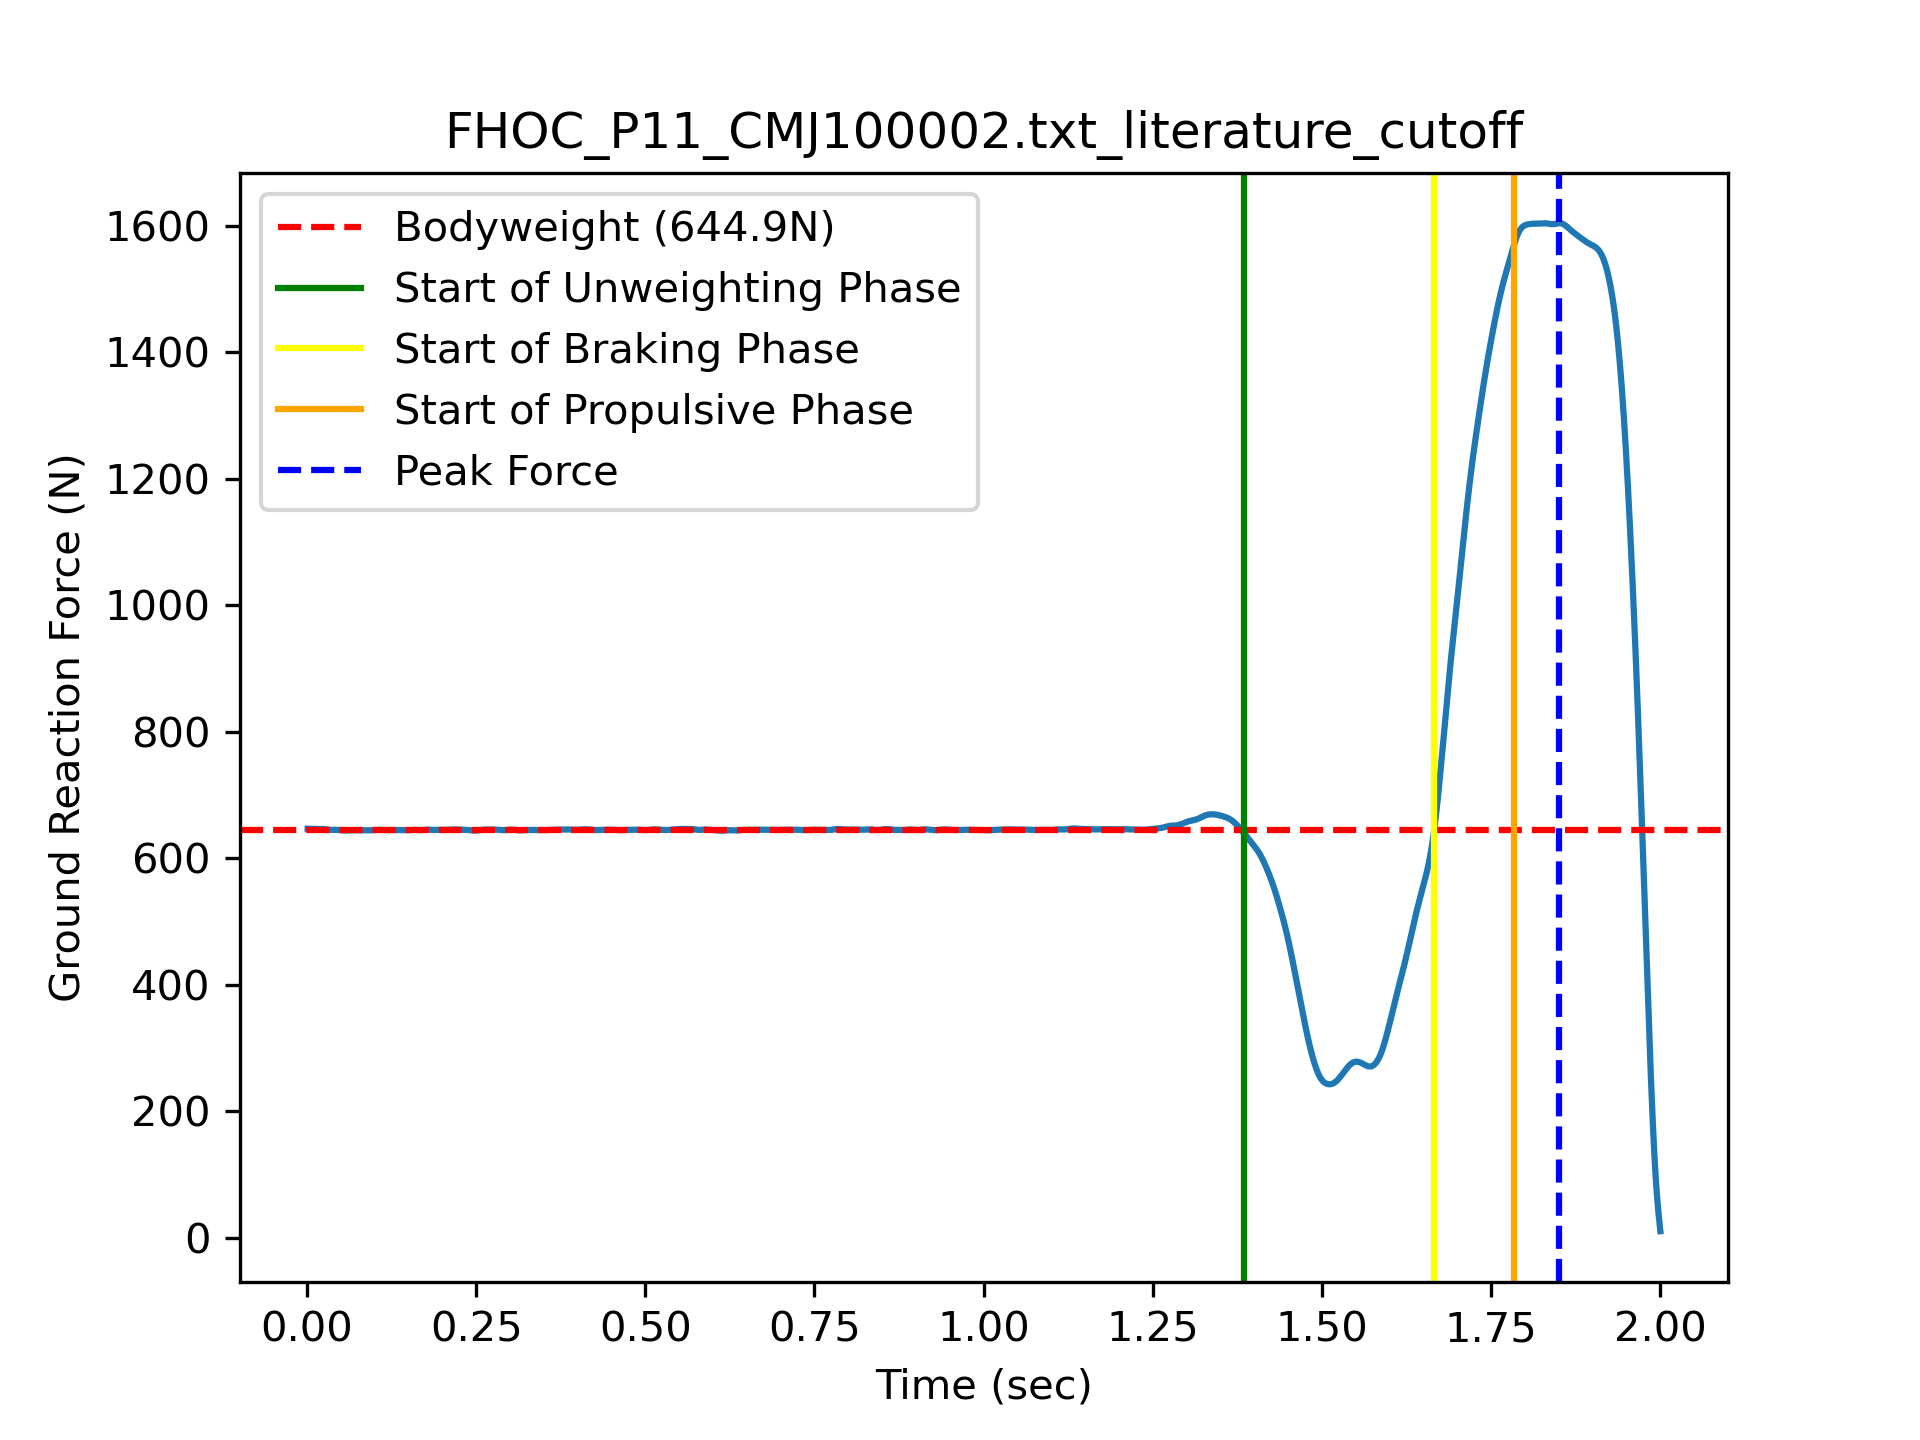 FHOC_P11_CMJ100002.txt_literature_cutoff
Bodyweight (644.9N)
Start of Unweighting Phase
Start of Braking Phase
Start of Propulsive Phase
Peak Force
Ground Reaction Force (N)
1600
1400
1200
1000
800
600
400
200
0
0.00 0.25 0.50 0.75 1.00 1.25 1.50 1.75 2.00
Time (sec)